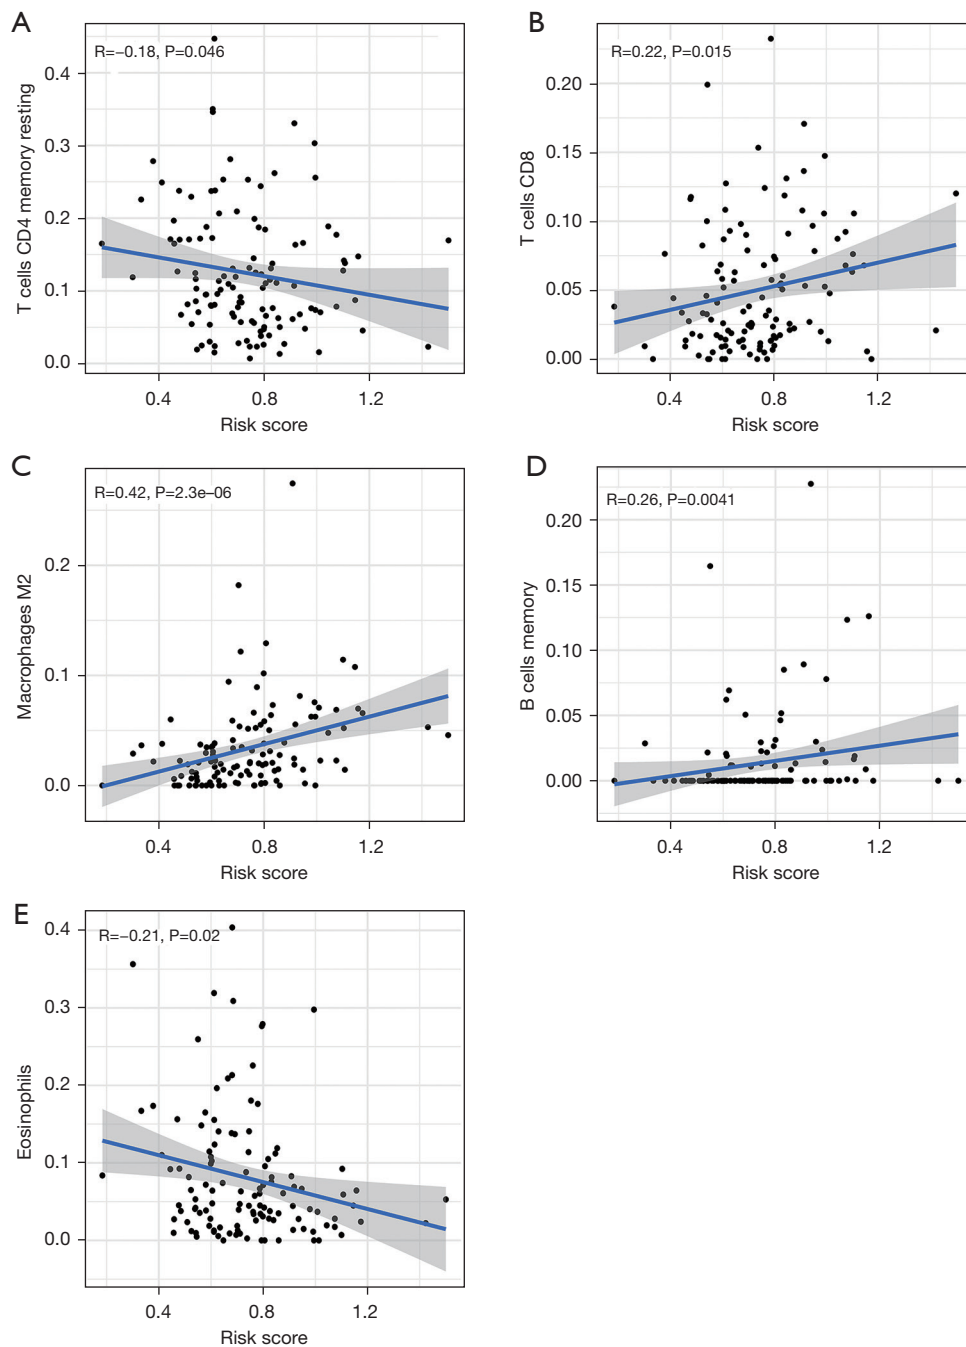 A
R=−0.18, P=0.046
T cells CD4 memory resting
0.4
0.3
0.2
0.1
0.0
0.4 0.8 1.2
Risk score
B
R=0.22, P=0.015
T cells CD8
0.20
0.15
0.10
0.05
0.00
0.4 0.8 1.2
Risk score
C
R=0.42, P=2.3e−06
Macrophages M2
0.2
0.1
0.0
0.4 0.8 1.2
Risk score
D
R=0.26, P=0.0041
B cells memory
0.20
0.15
0.10
0.05
0.00
0.4 0.8 1.2
Risk score
E
R=−0.21, P=0.02
Eosinophils
0.4
0.3
0.2
0.1
0.0
0.4 0.8 1.2
Risk score